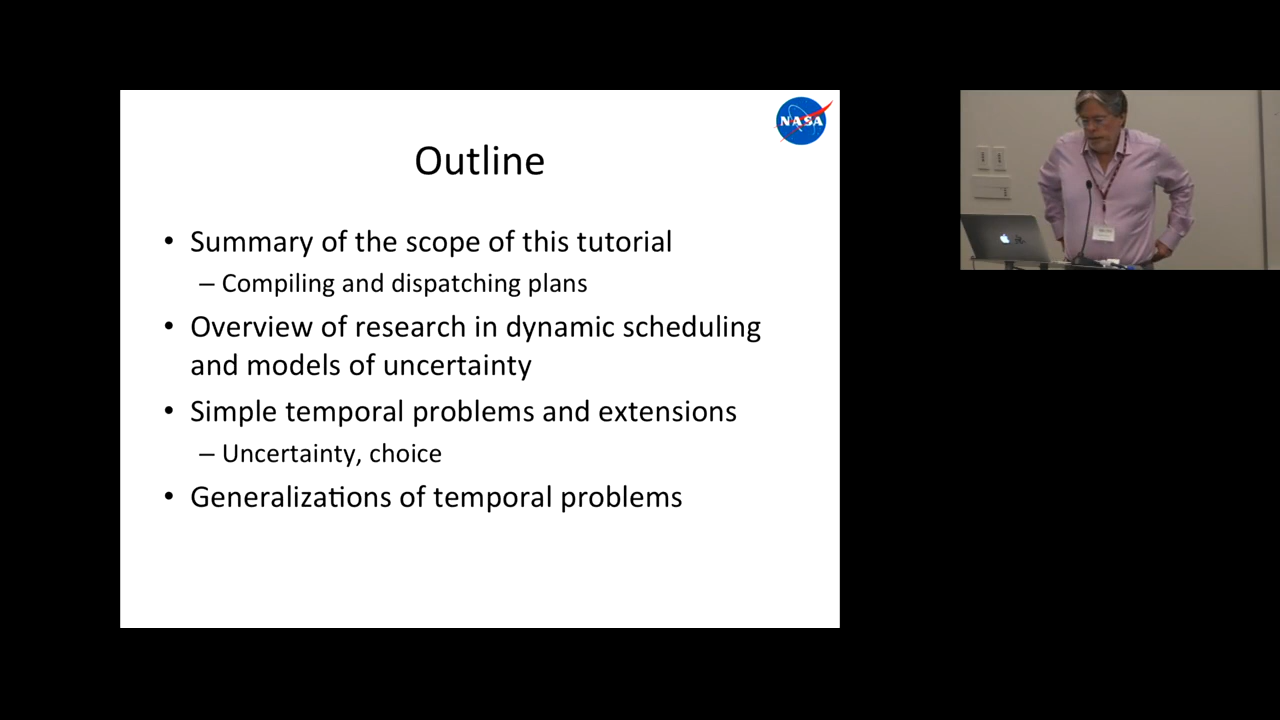 NASA
Outline
• Summary of the scope of this tutorial
– Compiling and dispatching plans
• Overview of research in dynamic scheduling
and models of uncertainty
• Simple temporal problems and extensions
– Uncertainty, choice
• Generalizations of temporal problems